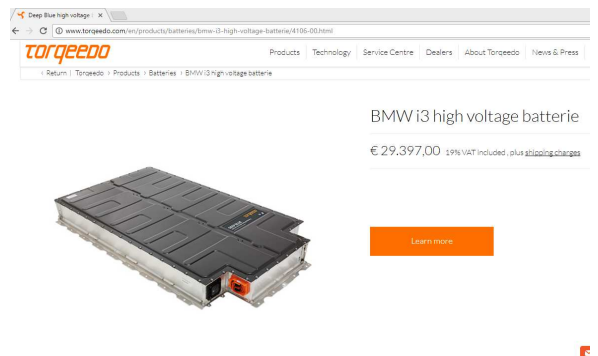 Deep Blue high voltage
www.torqeedo.com/en/products/batteries/bmw-i3-high-voltage-batterie/4106-00.html
TORQEEDO
Products Technology Service Centre Dealers About Torqeedo News & Press
Return | Torqeedo > Products > Batteries > BMW i3 high voltage batterie
BMW i3 high voltage batterie
€ 29.397,00 19% VAT included , plus shipping charges
Learn more